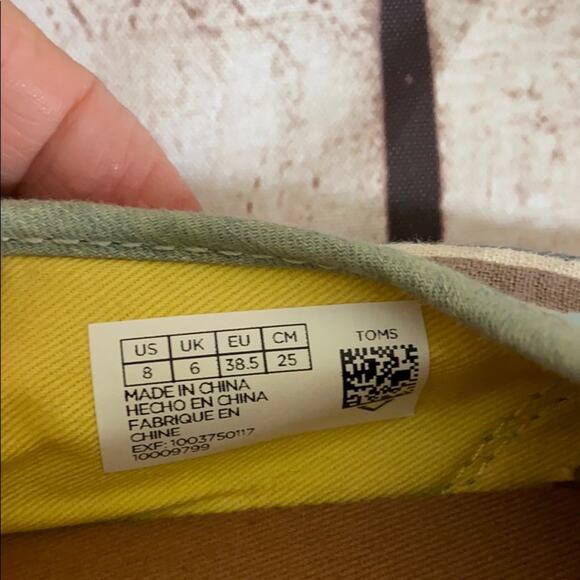 US UK EU CM
8 6 38.5 25
TOMS
MADE IN CHINA
HECHO EN CHINA
FABRIQUE EN
CHINE
EXF: 1003750117
10009799